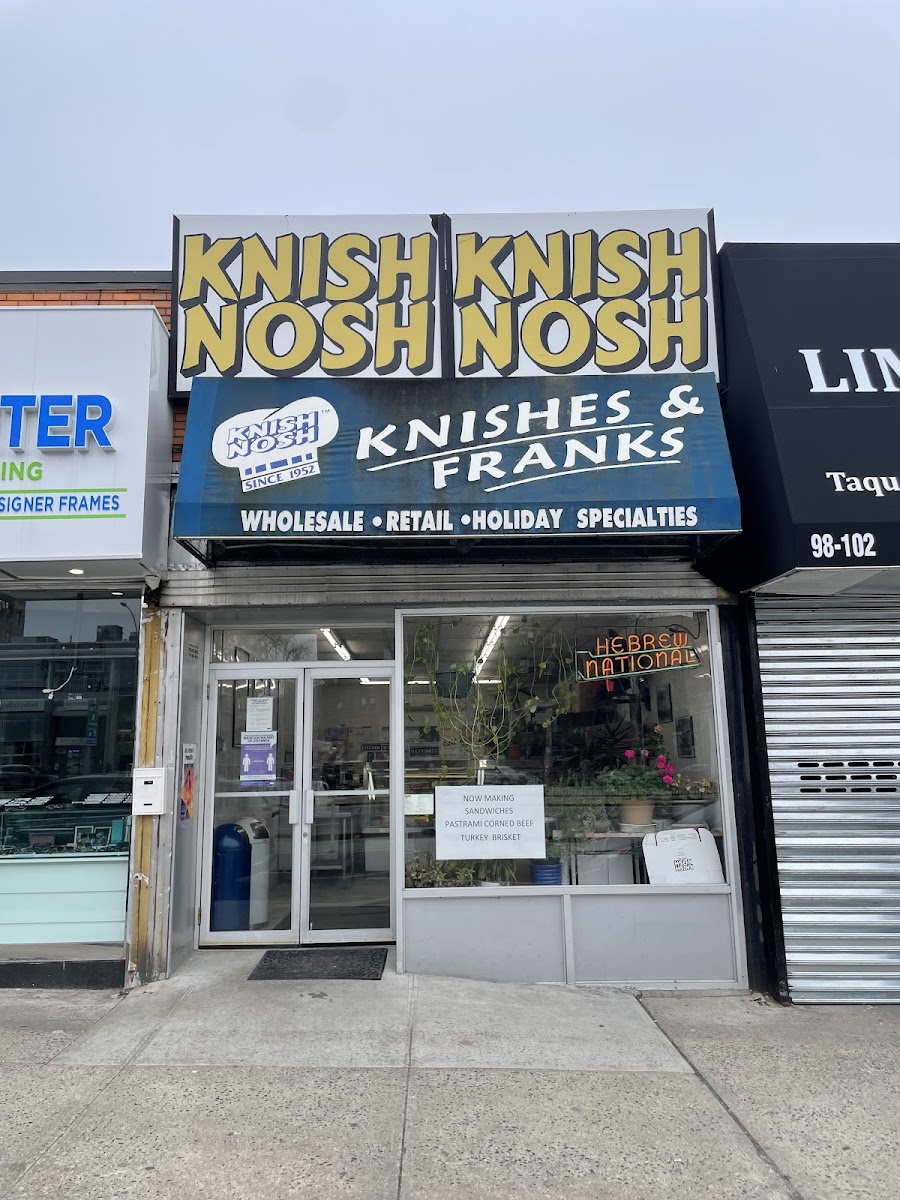 KNISH
NOSH
KNISH
NOSH
KNISH
NOSH
TM
SINCE 1952
KNISHES &
FRANKS
WHOLESALE • RETAIL • HOLIDAY SPECIALTIES
TER
ING
SIGNER FRAMES
LIM
Taqu
98-102
HEBREW
NATIONAL
NOW MAKING
SANDWICHES
PASTRAMI CORNED BEEF
TURKEY BRISKET